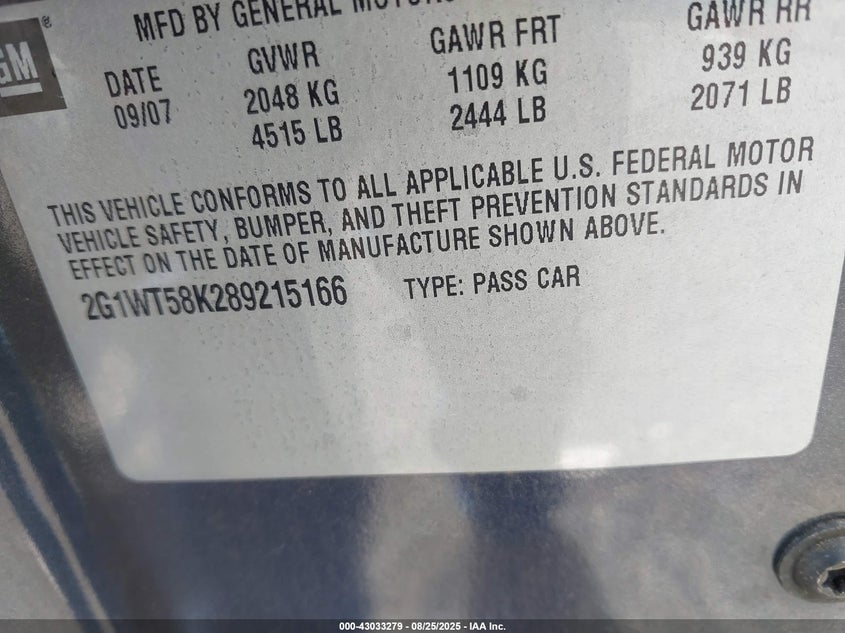 GM ®
MFD BY GENERAL MOTORS
DATE GVWR GAWR FRT GAWR RR
09/07 2048 KG 1109 KG 939 KG
4515 LB 2444 LB 2071 LB
THIS VEHICLE CONFORMS TO ALL APPLICABLE U.S. FEDERAL MOTOR
VEHICLE SAFETY, BUMPER, AND THEFT PREVENTION STANDARDS IN
EFFECT ON THE DATE OF MANUFACTURE SHOWN ABOVE.
2G1WT58K289215166 TYPE: PASS CAR
000-43033279 - 08/25/2025 - IAA Inc.